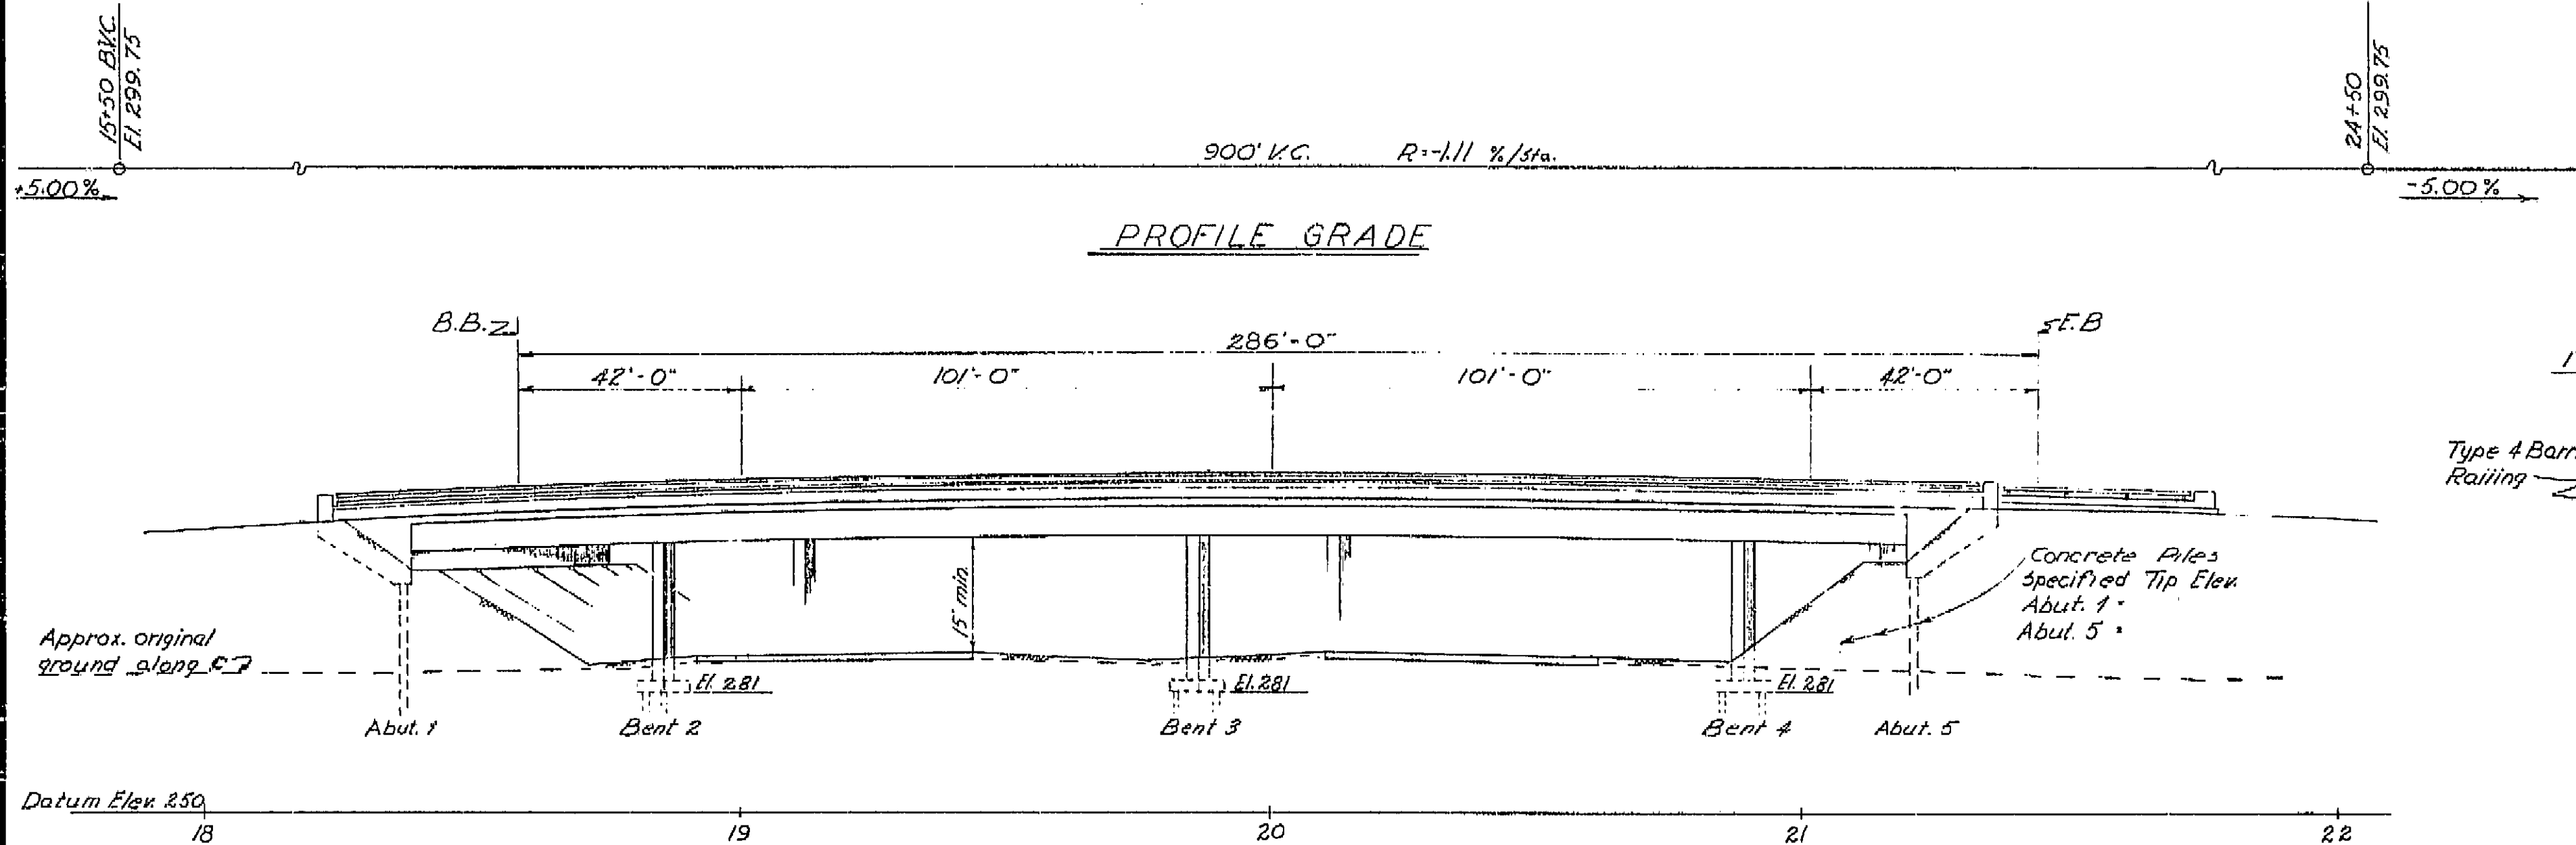 15+50 B.V.C.
El. 299.75
24+50
El. 299.75
900' V.C. R=-1.11 %/Sta.
+5.00%
-5.00%
PROFILE GRADE
B.B.
E.B
286'-0"
42'-0" 101'-0" 101'-0" 42'-0"
Type 4
Railing
15' min.
Concrete Piles
Specified Tip Elev.
Abut. 1
Abut. 5
Approx. original
ground along
El. 281 El. 281 El. 281
Abut. 1 Bent 2 Bent 3 Bent 4 Abut. 5
Datum Elev. 250
18 19 20 21 22